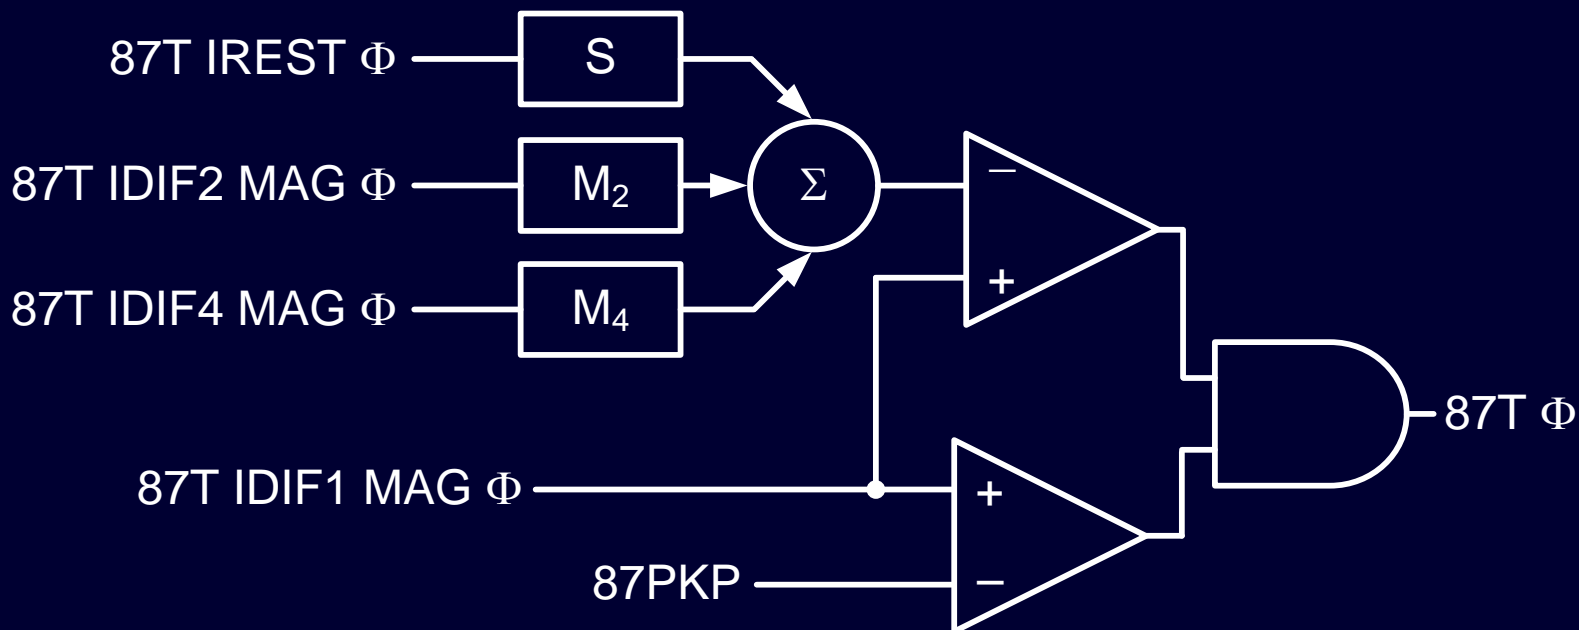 87T IREST Φ
S
87T IDIF2 MAG Φ
M₂
Σ
87T IDIF4 MAG Φ
M₄
−
+
87T Φ
87T IDIF1 MAG Φ
+
87PKP
−